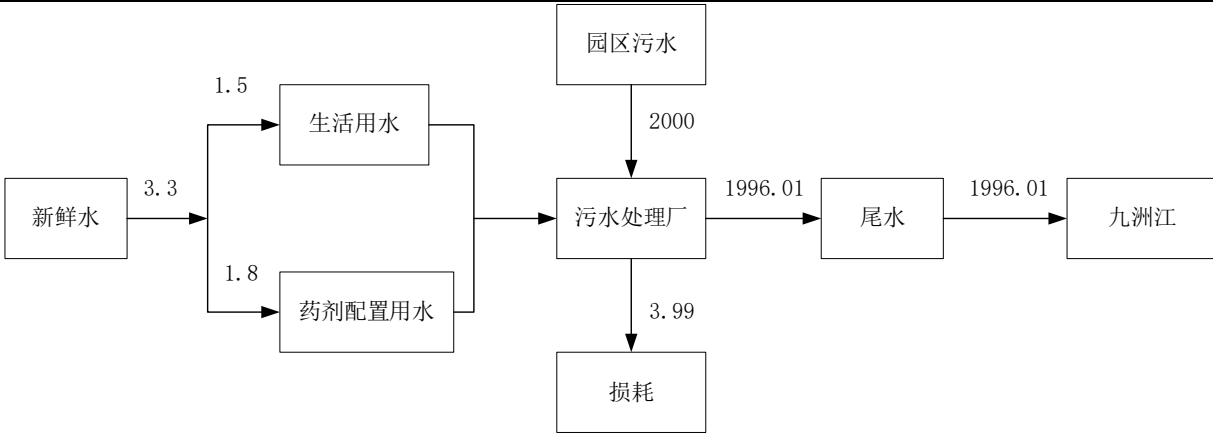 园区污水
1.5
生活用水
2000
新鲜水
3.3
污水处理厂
1996.01
尾水
1996.01
九洲江
1.8
药剂配置用水
3.99
损耗